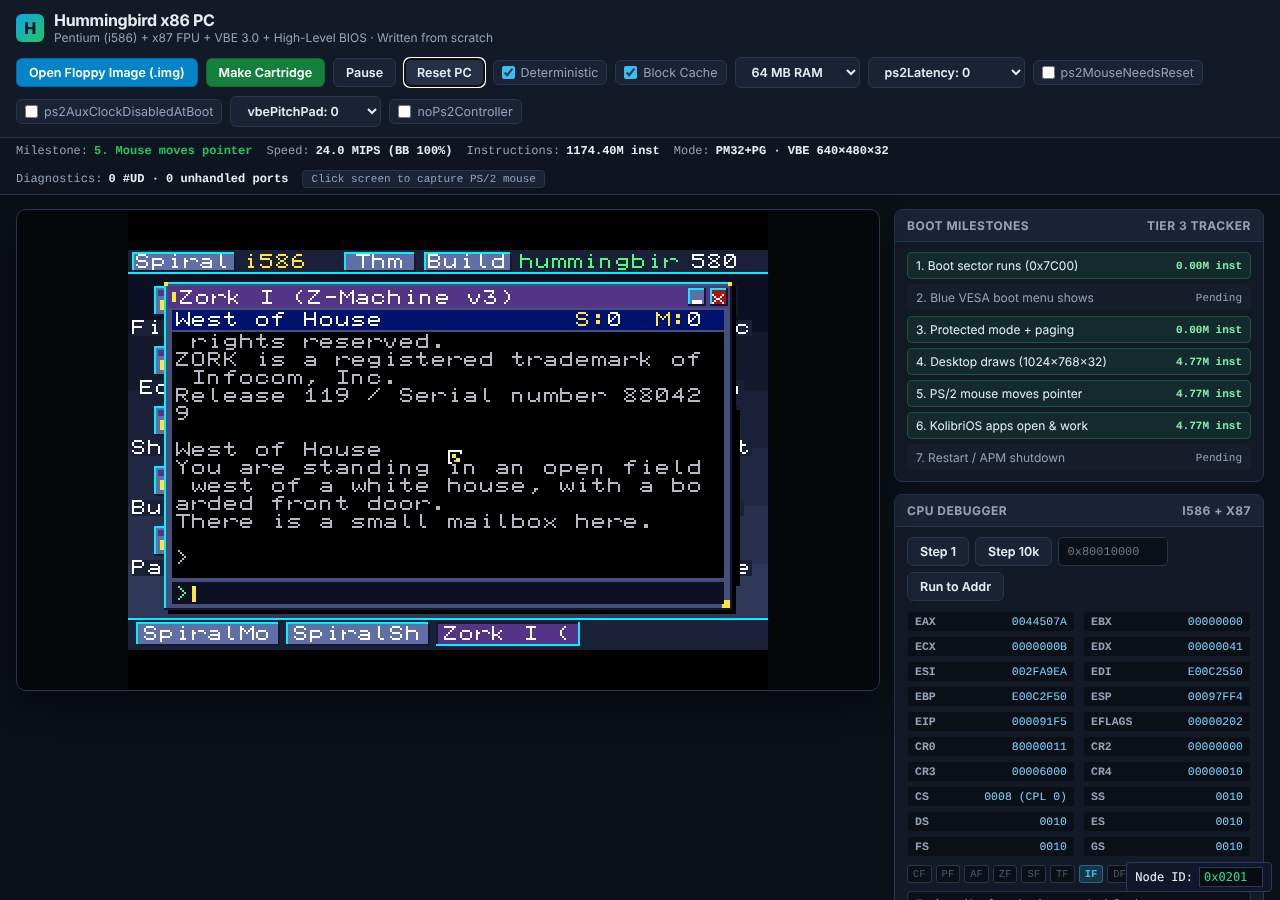 H
Hummingbird x86 PC
Pentium (i586) + x87 FPU + VBE 3.0 + High-Level BIOS · Written from scratch
Open Floppy Image (.img) Make Cartridge Pause Reset PC Deterministic Block Cache 64 MB RAM ps2Latency: 0 ps2MouseNeedsReset
ps2AuxClockDisabledAtBoot vbePitchPad: 0 noPs2Controller
Milestone: 5. Mouse moves pointer Speed: 24.0 MIPS (BB 100%) Instructions: 1174.40M inst Mode: PM32+PG · VBE 640×480×32
Diagnostics: 0 #UD · 0 unhandled ports Click screen to capture PS/2 mouse
Spiral i586 Thm Build hummingbir 580
Zork I (Z-Machine v3)
West of House S:0 M:0
rights reserved.
ZORK is a registered trademark of
Infocom, Inc.
Release 119 / Serial number 88042
9
West of House
You are standing in an open field
west of a white house, with a bo
arded front door.
There is a small mailbox here.
>
>
Fi
Ed
Sh
Bu
Pa
SpiralMo SpiralSh Zork I (
BOOT MILESTONES TIER 3 TRACKER
1. Boot sector runs (0x7C00) 0.00M inst
2. Blue VESA boot menu shows Pending
3. Protected mode + paging 0.00M inst
4. Desktop draws (1024×768×32) 4.77M inst
5. PS/2 mouse moves pointer 4.77M inst
6. KolibriOS apps open & work 4.77M inst
7. Restart / APM shutdown Pending
CPU DEBUGGER I586 + X87
Step 1 Step 10k 0x80010000
Run to Addr
EAX 0044507A EBX 00000000
ECX 0000000B EDX 00000041
ESI 002FA9EA EDI E00C2550
EBP E00C2F50 ESP 00097FF4
EIP 000091F5 EFLAGS 00000202
CR0 80000011 CR2 00000000
CR3 00006000 CR4 00000010
CS 0008 (CPL 0) SS 0010
DS 0010 ES 0010
FS 0010 GS 0010
CF PF AF ZF SF TF IF DF
Node ID: 0x0201